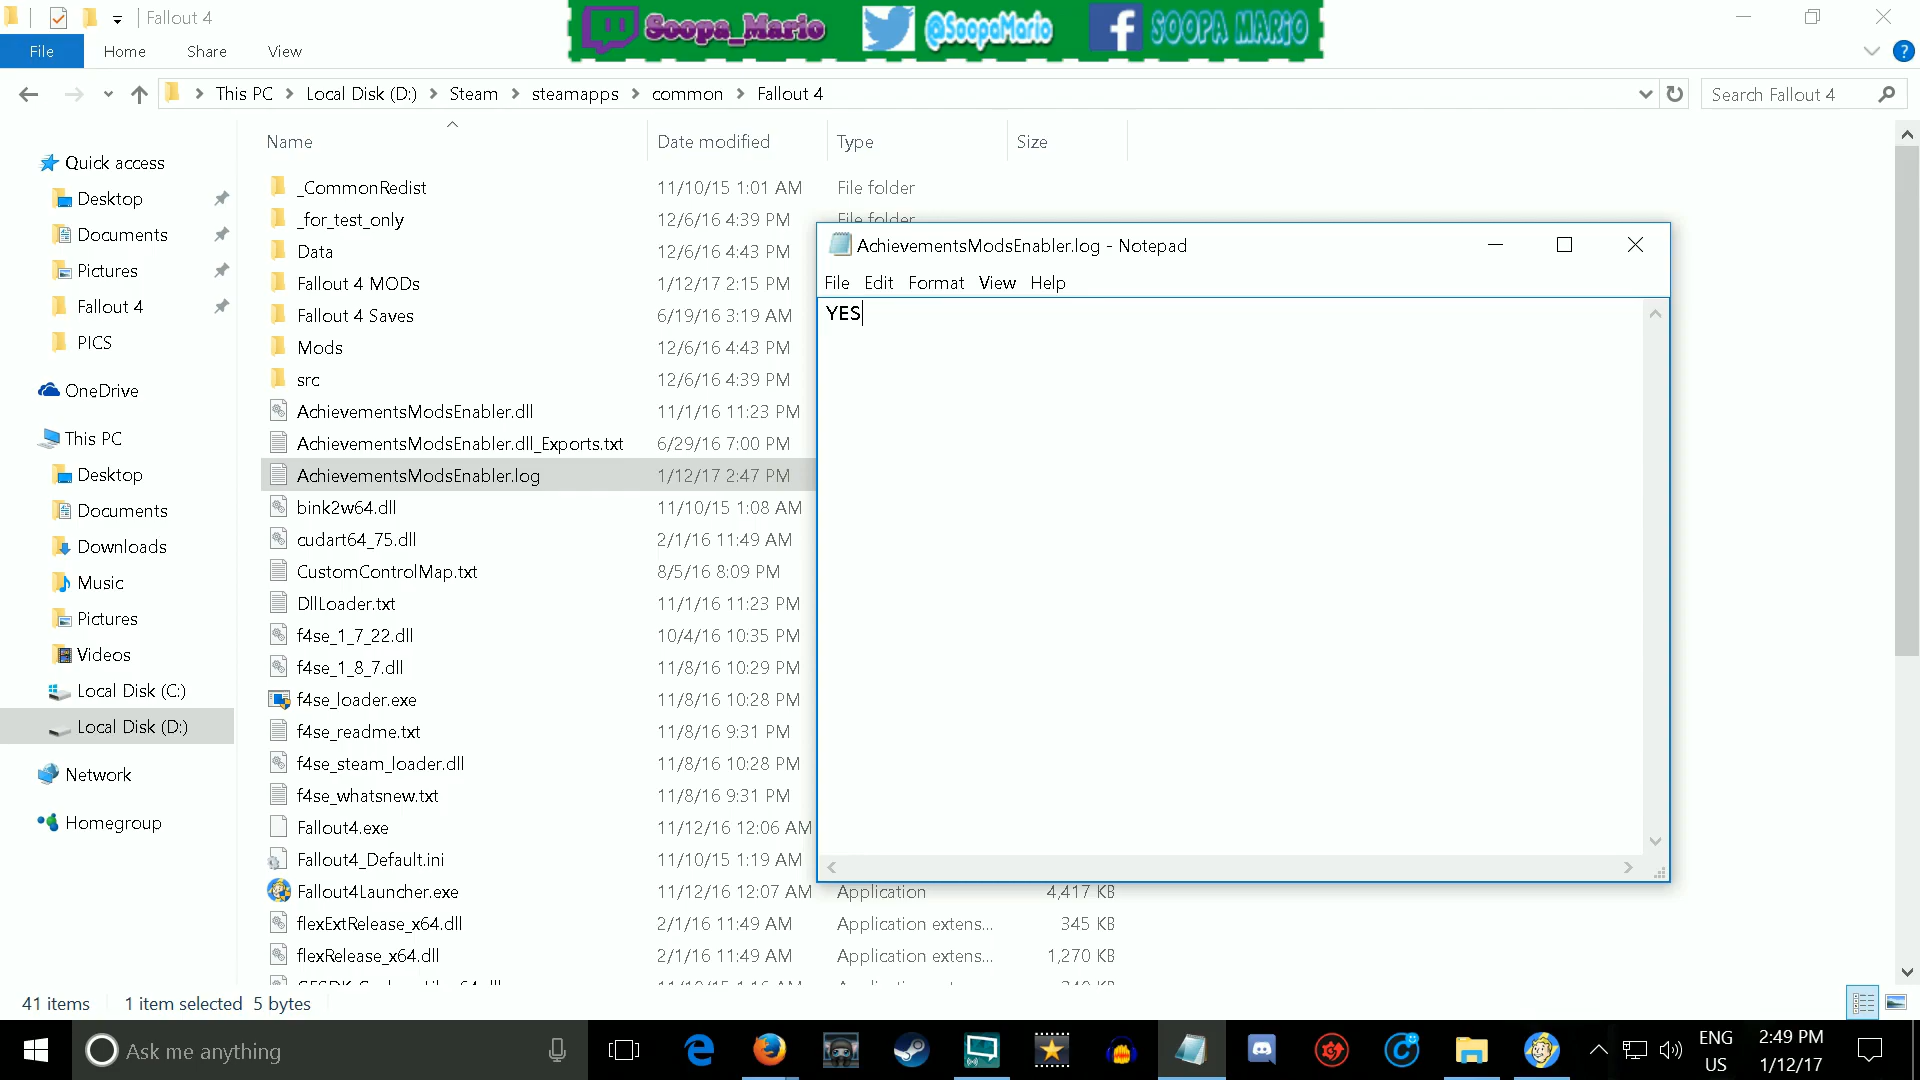 Fallout 4
Soopa_Mario @SoopaMario SOOPA MARIO
File Home Share View
This PC Local Disk (D:) Steam steamapps common Fallout 4
Search Fallout 4
Name Date modified Type Size
Quick access
Desktop
Documents
Pictures
Fallout 4
PICS
OneDrive
This PC
Desktop
Documents
Downloads
Music
Pictures
Videos
Local Disk (C:)
Local Disk (D:)
Network
Homegroup
_CommonRedist 11/10/15 1:01 AM File folder
_for_test_only 12/6/16 4:39 PM File folder
Data 12/6/16 4:43 PM
Fallout 4 MODs 1/12/17 2:15 PM
Fallout 4 Saves 6/19/16 3:19 AM
Mods 12/6/16 4:43 PM
src 12/6/16 4:39 PM
AchievementsModsEnabler.dll 11/1/16 11:23 PM
AchievementsModsEnabler.dll_Exports.txt 6/29/16 7:00 PM
AchievementsModsEnabler.log 1/12/17 2:47 PM
bink2w64.dll 11/10/15 1:08 AM
cudart64_75.dll 2/1/16 11:49 AM
CustomControlMap.txt 8/5/16 8:09 PM
DllLoader.txt 11/1/16 11:23 PM
f4se_1_7_22.dll 10/4/16 10:35 PM
f4se_1_8_7.dll 11/8/16 10:29 PM
f4se_loader.exe 11/8/16 10:28 PM
f4se_readme.txt 11/8/16 9:31 PM
f4se_steam_loader.dll 11/8/16 10:28 PM
f4se_whatsnew.txt 11/8/16 9:31 PM
Fallout4.exe 11/12/16 12:06 AM
Fallout4_Default.ini 11/10/15 1:19 AM
Fallout4Launcher.exe 11/12/16 12:07 AM Application 4,417 KB
flexExtRelease_x64.dll 2/1/16 11:49 AM Application extens... 345 KB
flexRelease_x64.dll 2/1/16 11:49 AM Application extens... 1,270 KB
AchievementsModsEnabler.log - Notepad
File Edit Format View Help
YES
41 items 1 item selected 5 bytes
Ask me anything
ENG
US
2:49 PM
1/12/17